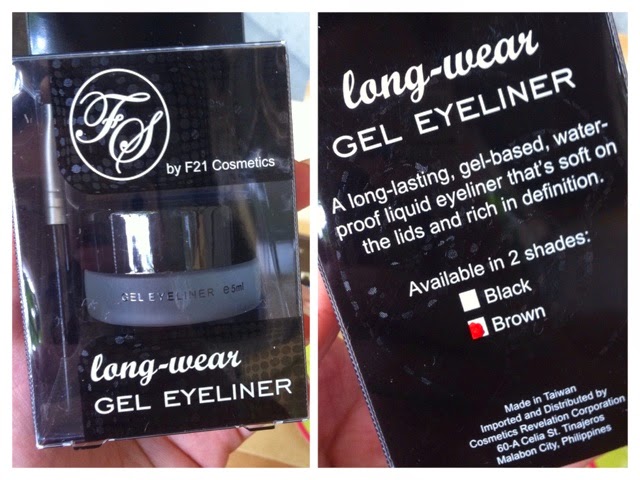 FS
by F21 Cosmetics
GEL EYELINER ℮5ml
long-wear
GEL EYELINER
long-wear
GEL EYELINER
A long-lasting, gel-based, water-
proof liquid eyeliner that's soft on
the lids and rich in definition.
Available in 2 shades:
Black
Brown
Made in Taiwan
Imported and Distributed by
Cosmetics Revelation Corporation
60-A Celia St. Tinajeros
Malabon City, Philippines